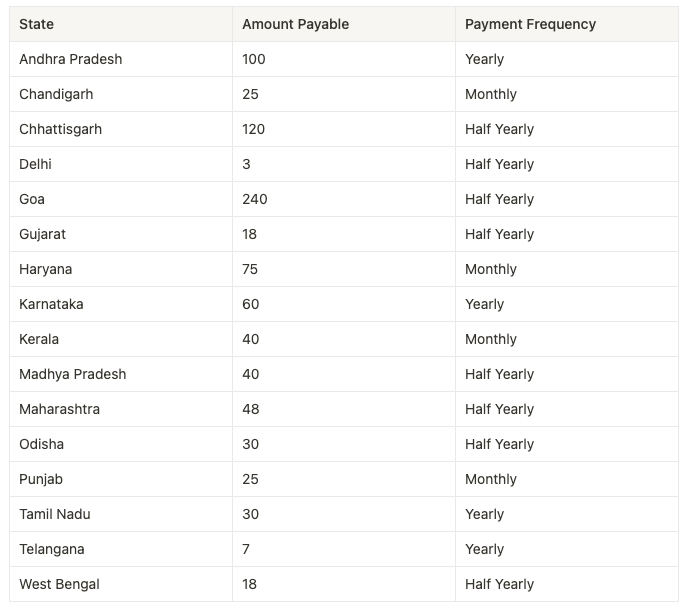 State Amount Payable Payment Frequency
Andhra Pradesh 100 Yearly
Chandigarh 25 Monthly
Chhattisgarh 120 Half Yearly
Delhi 3 Half Yearly
Goa 240 Half Yearly
Gujarat 18 Half Yearly
Haryana 75 Monthly
Karnataka 60 Yearly
Kerala 40 Monthly
Madhya Pradesh 40 Half Yearly
Maharashtra 48 Half Yearly
Odisha 30 Half Yearly
Punjab 25 Monthly
Tamil Nadu 30 Yearly
Telangana 7 Yearly
West Bengal 18 Half Yearly